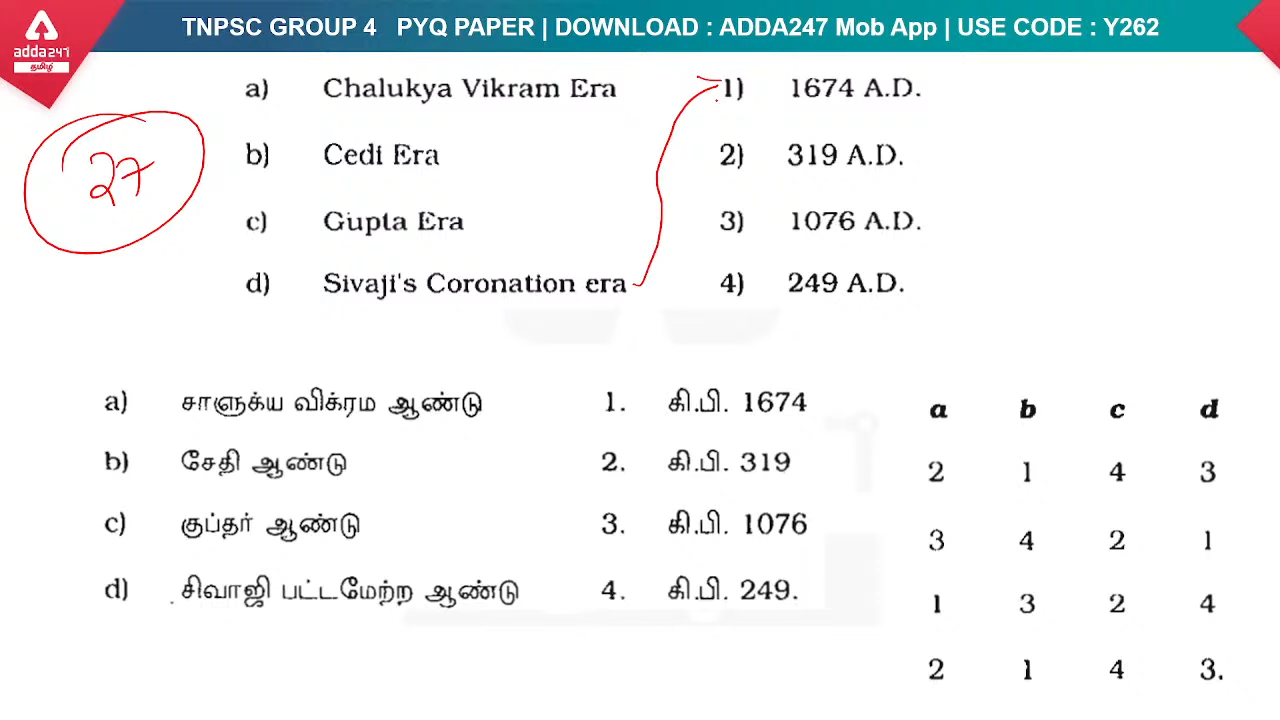 TNPSC GROUP 4 PYQ PAPER | DOWNLOAD : ADDA247 Mob App | USE CODE : Y262
adda247
தமிழ்
27
a) Chalukya Vikram Era 1) 1674 A.D.
b) Cedi Era 2) 319 A.D.
c) Gupta Era 3) 1076 A.D.
d) Sivaji's Coronation era 4) 249 A.D.
a) சாளுக்ய விக்ரம ஆண்டு 1. கி.பி. 1674
b) சேதி ஆண்டு 2. கி.பி. 319
c) குப்தர் ஆண்டு 3. கி.பி. 1076
d) சிவாஜி பட்டமேற்ற ஆண்டு 4. கி.பி. 249.
a b c d
2 1 4 3
3 4 2 1
1 3 2 4
2 1 4 3.